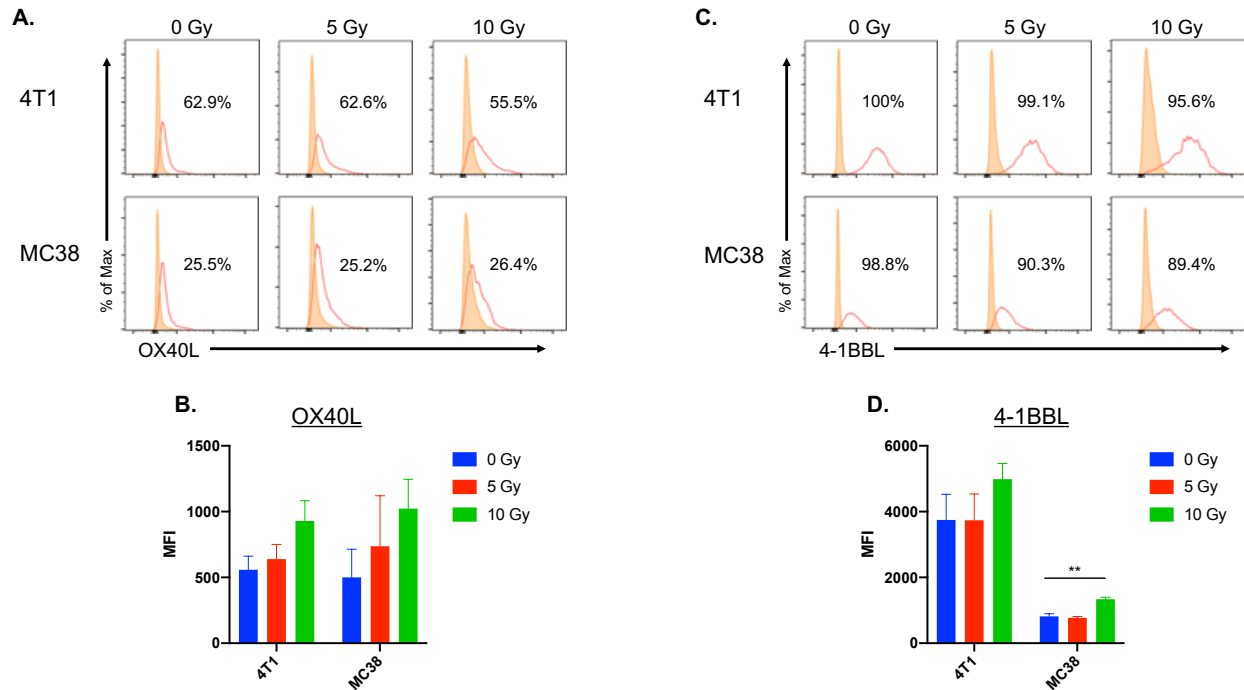 A.
0 Gy 5 Gy 10 Gy
4T1
62.9% 62.6% 55.5%
MC38
25.5% 25.2% 26.4%
% of Max
OX40L
C.
0 Gy 5 Gy 10 Gy
4T1
100% 99.1% 95.6%
MC38
98.8% 90.3% 89.4%
% of Max
4-1BBL
B.
OX40L
1500
1000
500
0
MFI
4T1 MC38
0 Gy
5 Gy
10 Gy
D.
4-1BBL
6000
4000
2000
0
MFI
**
4T1 MC38
0 Gy
5 Gy
10 Gy